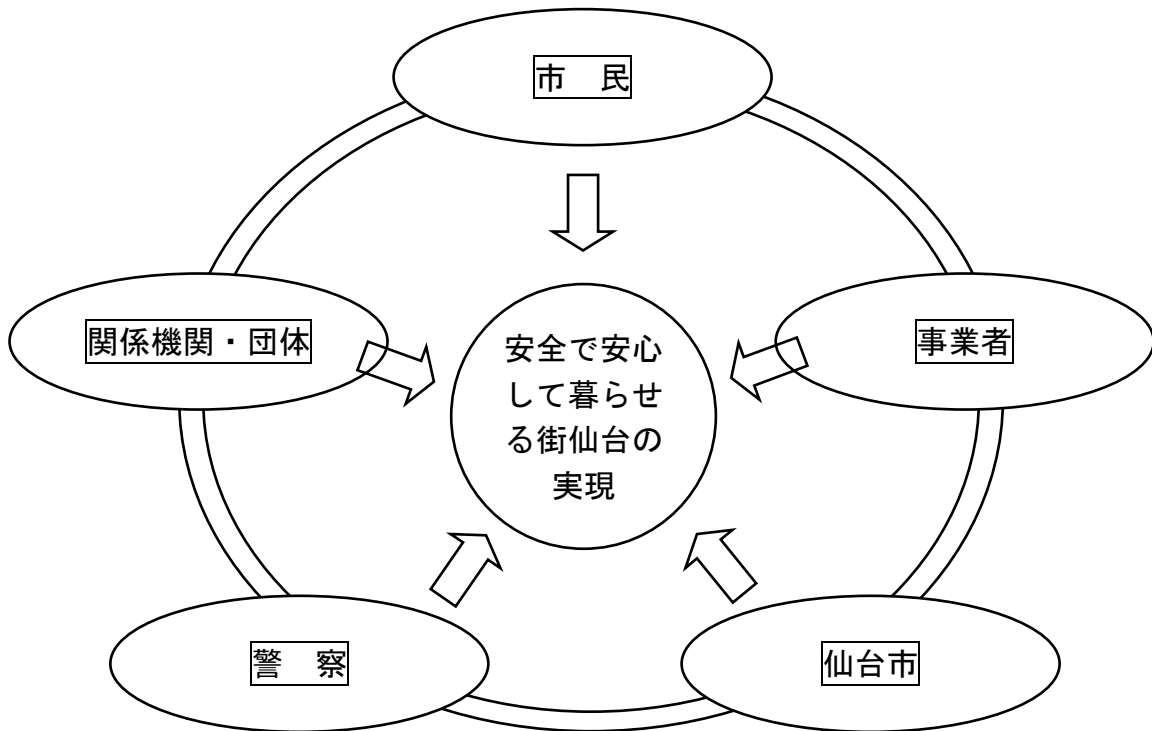 市　民
関係機関・団体
事業者
安全で安心
して暮らせ
る街仙台の
実現
警　察
仙台市